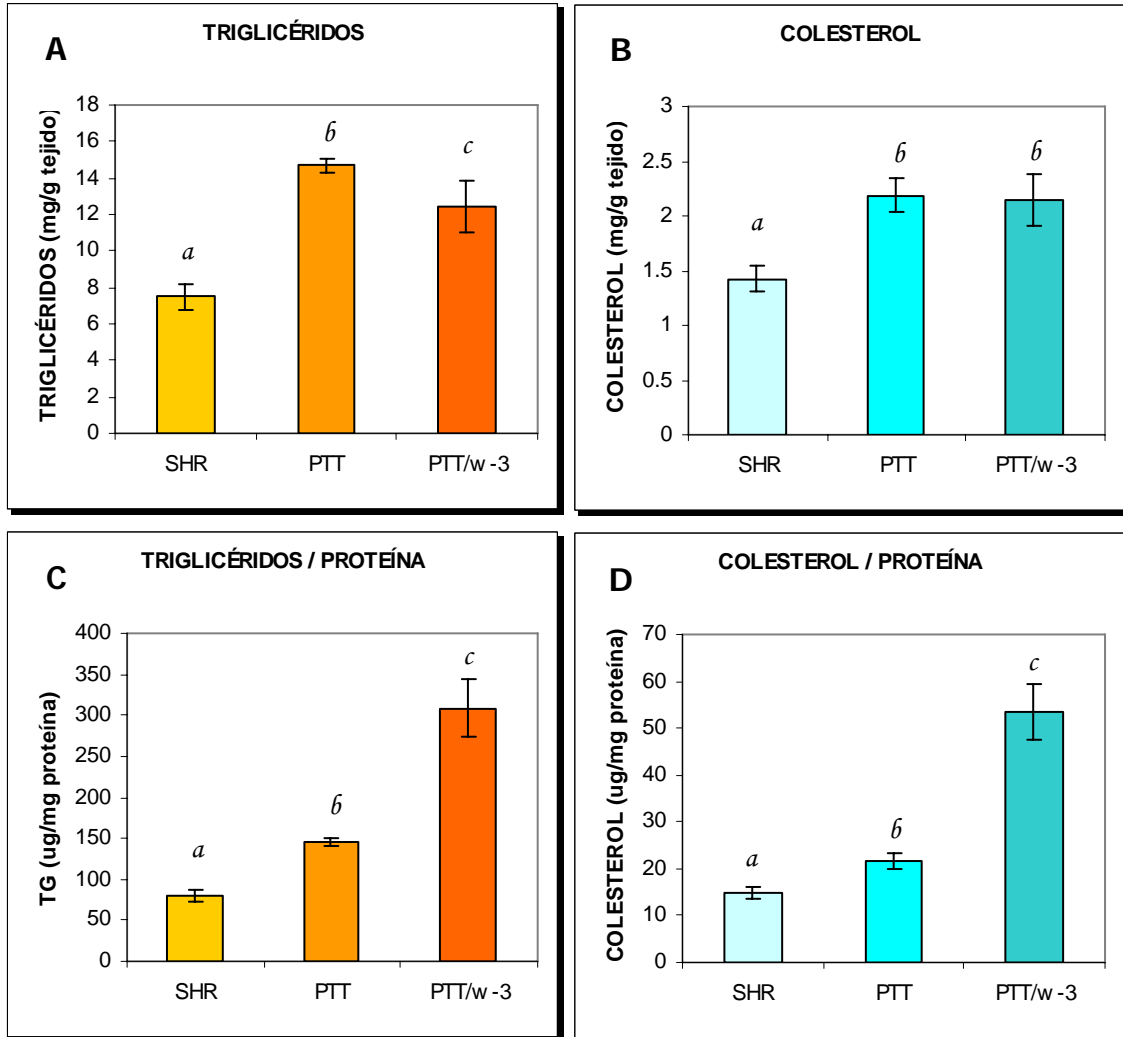 A
TRIGLICÉRIDOS
TRIGLICÉRIDOS (mg/g tejido)
18
16
14
12
10
8
6
4
2
0
a
b
c
SHR
PTT
PTT/w -3
B
COLESTEROL
COLESTEROL (mg/g tejido)
3
2.5
2
1.5
1
0.5
0
a
b
b
SHR
PTT
PTT/w -3
C
TRIGLICÉRIDOS / PROTEÍNA
TG (ug/mg proteína)
400
350
300
250
200
150
100
50
0
a
b
c
SHR
PTT
PTT/w -3
D
COLESTEROL / PROTEÍNA
COLESTEROL (ug/mg proteína)
70
60
50
40
30
20
10
0
a
b
c
SHR
PTT
PTT/w -3